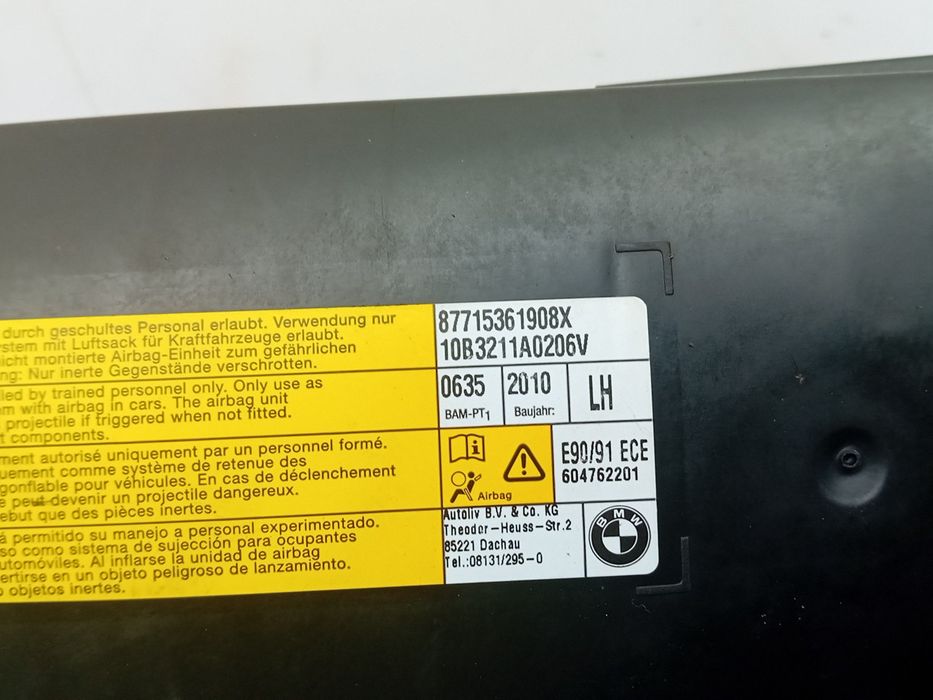 durch geschultes Personal erlaubt. Verwendung nur
stem mit Luftsack für Kraftfahrzeuge erlaubt.
nicht montierte Airbag-Einheit zum gefährlichen
ng: Nur inerte Gegenstände verschrotten.
lled by trained personnel only. Only use as
em with airbag in cars. The airbag unit
projectile if triggered when not fitted.
t components.
ment autorisé uniquement par un personnel formé.
quement comme système de retenue des
gonflable pour véhicules. En cas de déclenchement
e peut devenir un projectile dangereux.
ebut que des pièces inertes.
á permitido su manejo a personal experimentado.
so como sistema de sujección para ocupantes
utomóviles. Al inflarse la unidad de airbag
ertirse en un objeto peligroso de lanzamiento.
o objetos inertes.
87715361908X
10B3211A0206V
0635 2010 LH
BAM-PT1 Baujahr:
Airbag
E90/91 ECE
604762201
Autoliv B.V. & Co. KG
Theodor-Heuss-Str.2
85221 Dachau
Tel.:08131/295-0
BMW